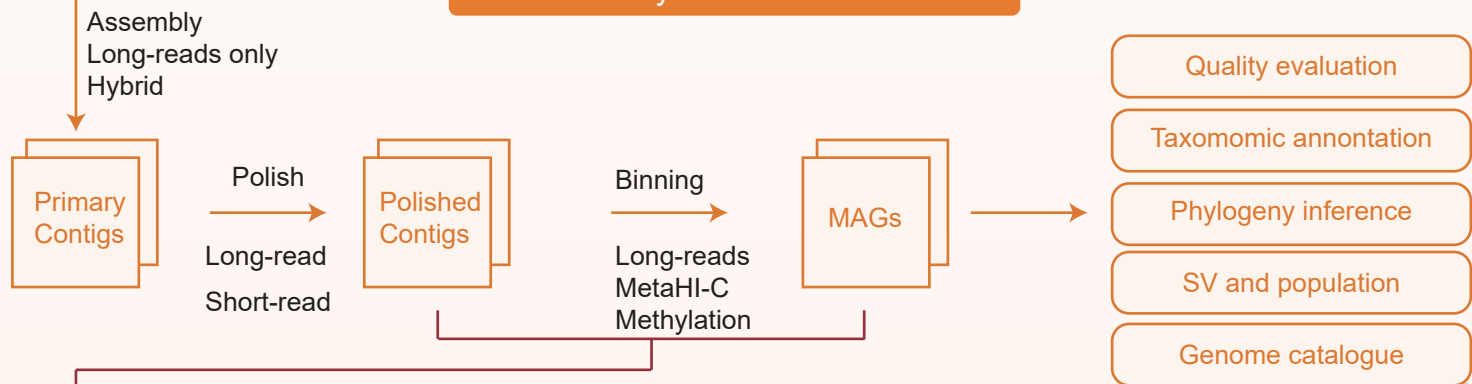 Assembly
Long-reads only
Hybrid
Primary
Contigs
Polish
Long-read
Short-read
Polished
Contigs
Binning
Long-reads
MetaHI-C
Methylation
MAGs
Quality evaluation
Taxomomic annontation
Phylogeny inference
SV and population
Genome catalogue